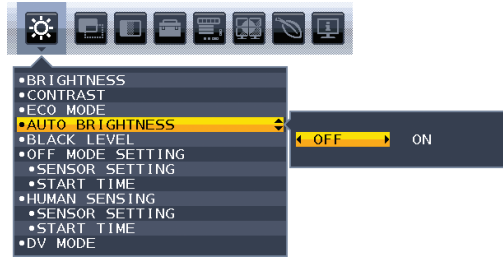 •BRIGHTNESS
•CONTRAST
•ECO MODE
•AUTO BRIGHTNESS
OFF ON
•BLACK LEVEL
•OFF MODE SETTING
•SENSOR SETTING
•START TIME
•HUMAN SENSING
•SENSOR SETTING
•START TIME
•DV MODE